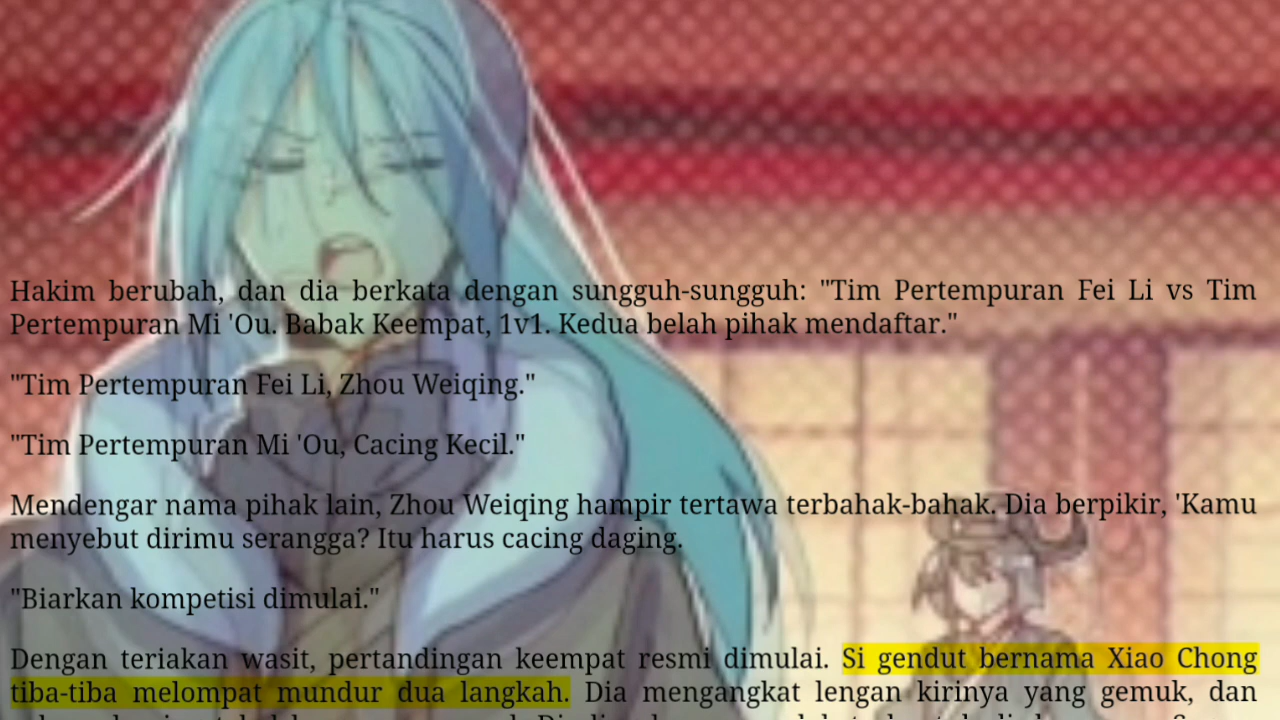 Hakim berubah, dan dia berkata dengan sungguh-sungguh: "Tim Pertempuran Fei Li vs Tim
Pertempuran Mi 'Ou. Babak Keempat, 1v1. Kedua belah pihak mendaftar."
"Tim Pertempuran Fei Li, Zhou Weiqing."
"Tim Pertempuran Mi 'Ou, Cacing Kecil."
Mendengar nama pihak lain, Zhou Weiqing hampir tertawa terbahak-bahak. Dia berpikir, 'Kamu
menyebut dirimu serangga? Itu harus cacing daging.
"Biarkan kompetisi dimulai."
Dengan teriakan wasit, pertandingan keempat resmi dimulai. Si gendut bernama Xiao Chong
tiba-tiba melompat mundur dua langkah. Dia mengangkat lengan kirinya yang gemuk, dan